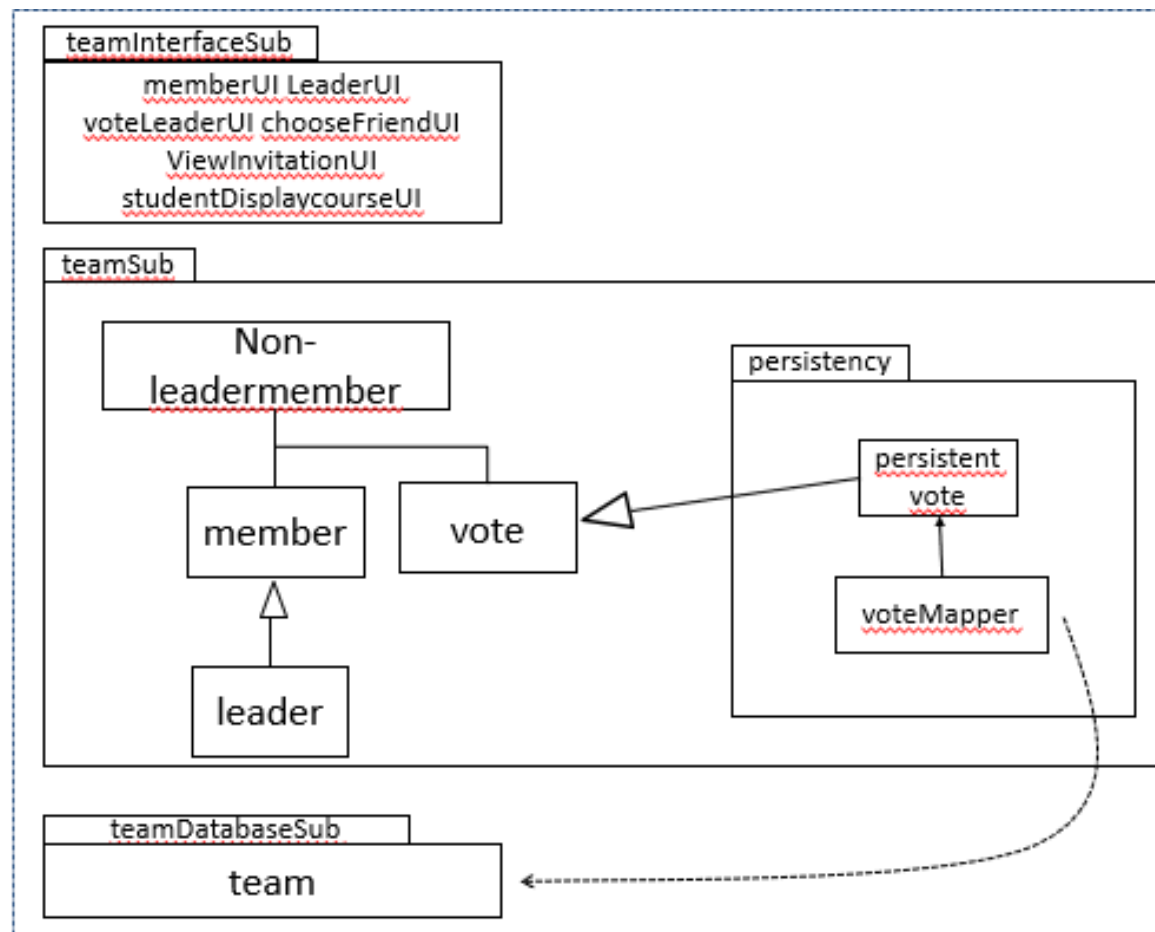 teamInterfaceSub
memberUI LeaderUI
voteLeaderUI chooseFriendUI
ViewInvitationUI
studentDisplaycourseUI
teamSub
Non-
leadermember
persistency
persistent
vote
member
vote
voteMapper
leader
teamDatabaseSub
team